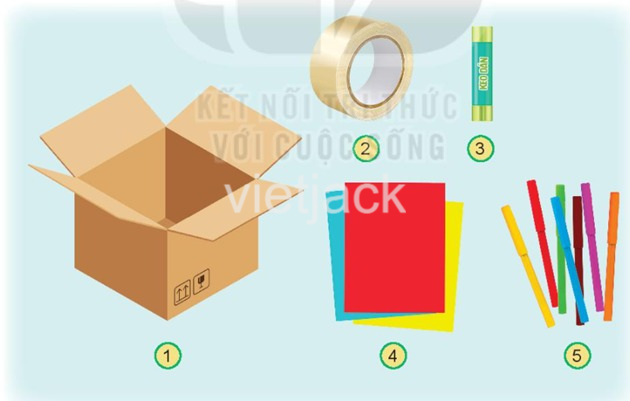 KEO DÁN
KẾT NỐI TRI THỨC
VỚI CUỘC SỐNG
vietjack
2
3
1
4
5